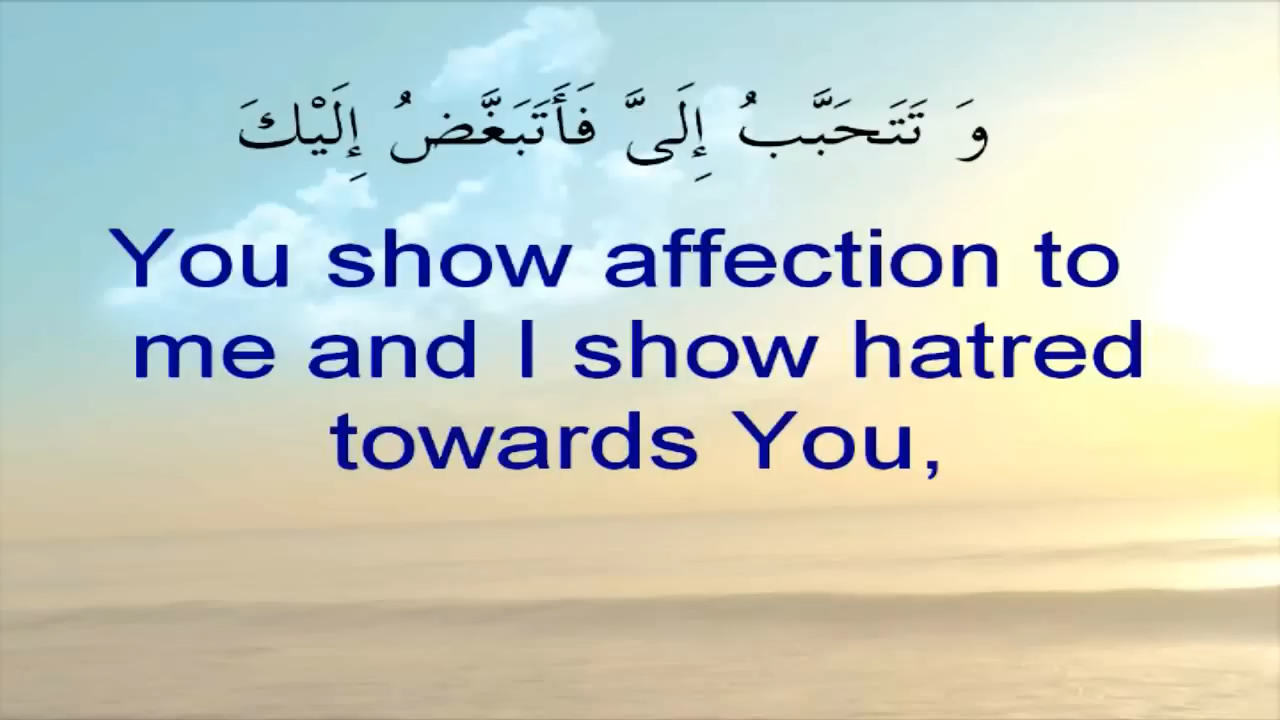 وَ تَتَحَبَّبُ إِلَىَّ فَأَتَبَغَّضُ إِلَيْكَ
You show affection to
me and I show hatred
towards You,